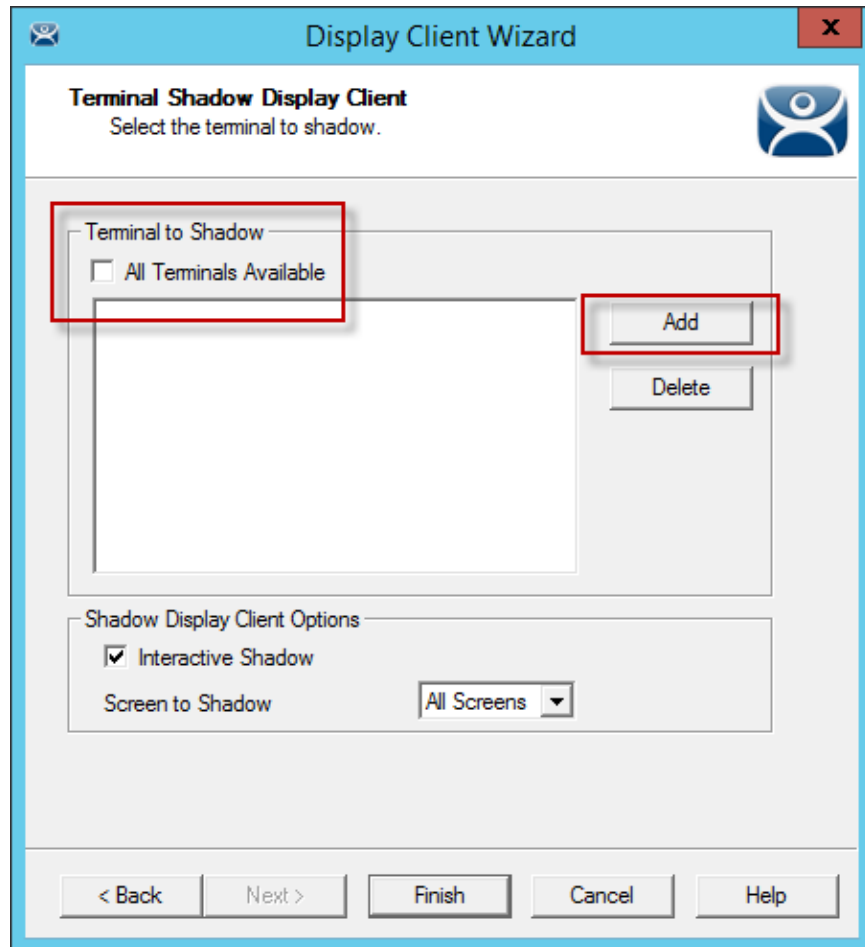 Display Client Wizard
x
Terminal Shadow Display Client
Select the terminal to shadow.
Terminal to Shadow
All Terminals Available
Add
Delete
Shadow Display Client Options
Interactive Shadow
Screen to Shadow
All Screens
< Back
Next >
Finish
Cancel
Help